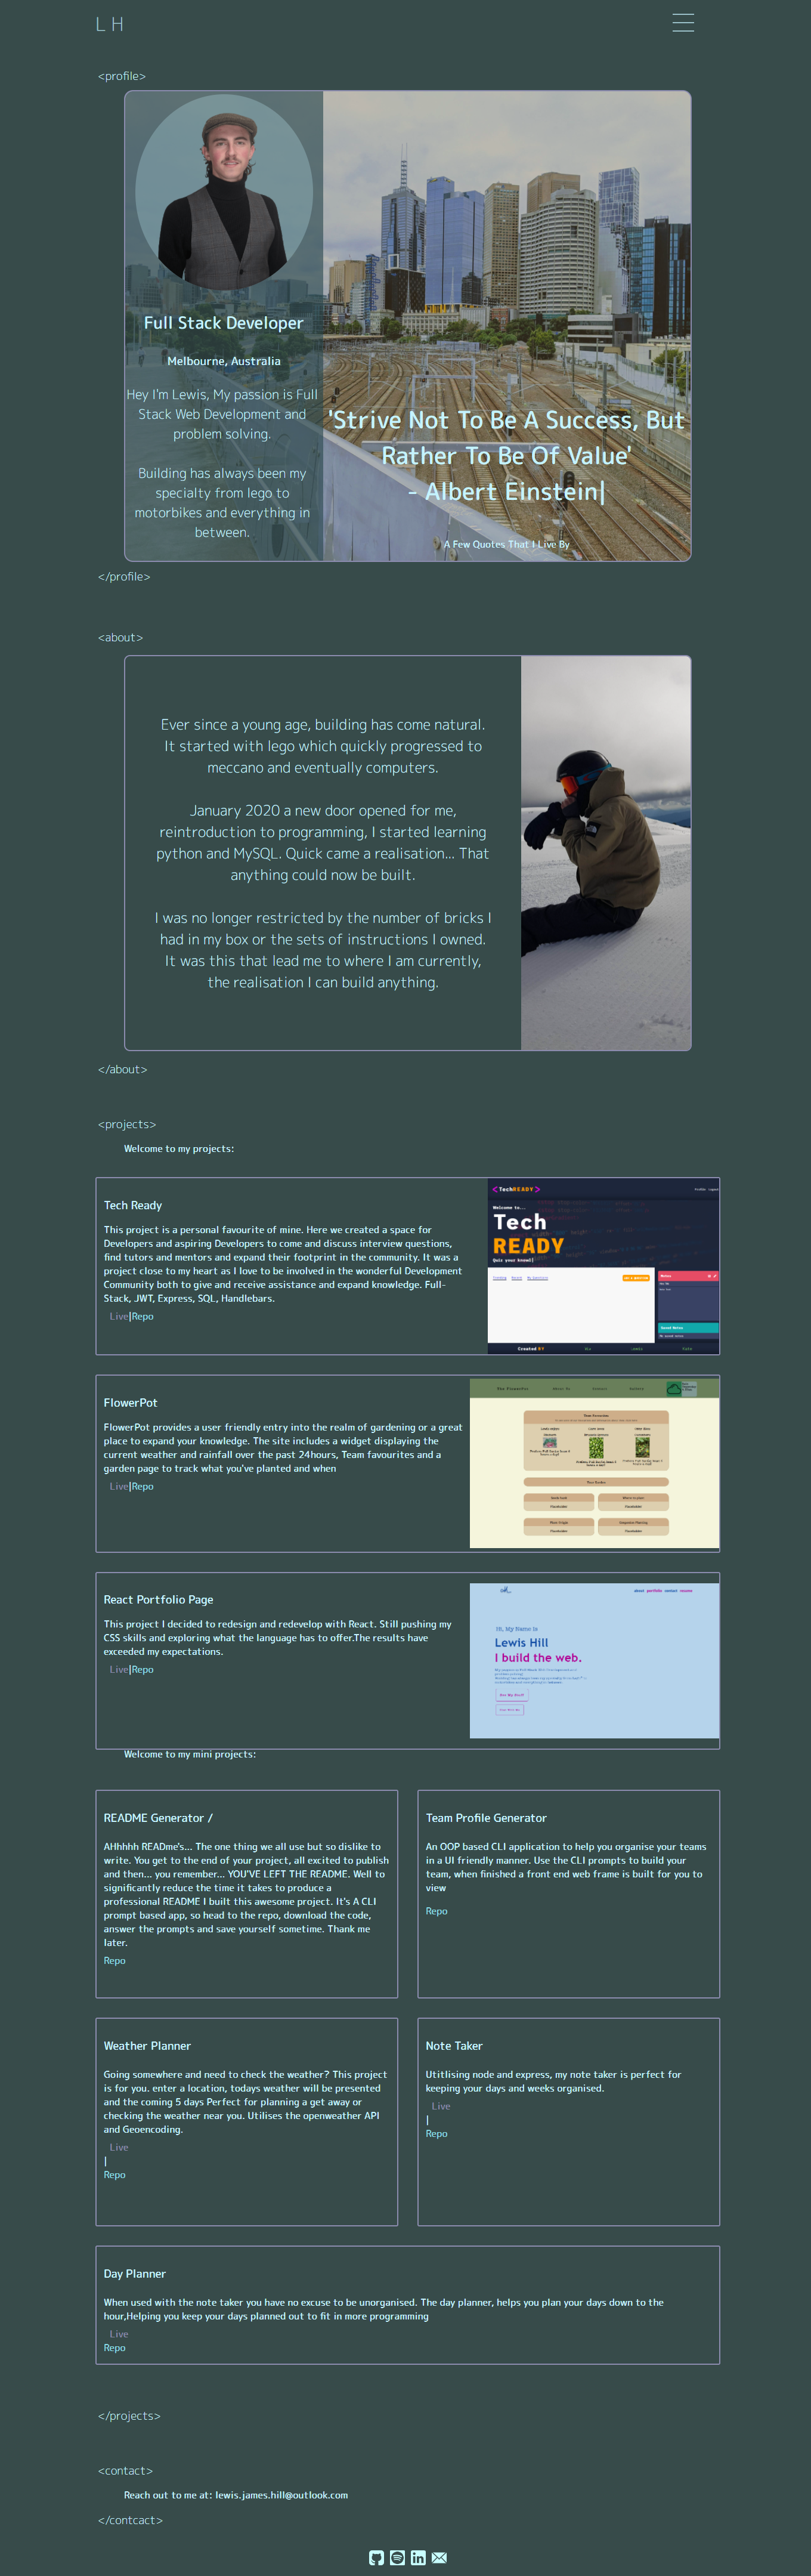 L H
<profile>
Full Stack Developer
Melbourne, Australia
Hey I'm Lewis, My passion is Full
Stack Web Development and
problem solving.
Building has always been my
specialty from lego to
motorbikes and everything in
between.
'Strive Not To Be A Success, But
Rather To Be Of Value'
- Albert Einstein|
A Few Quotes That I Live By
</profile>
<about>
Ever since a young age, building has come natural.
It started with lego which quickly progressed to
meccano and eventually computers.
January 2020 a new door opened for me,
reintroduction to programming, I started learning
python and MySQL. Quick came a realisation... That
anything could now be built.
I was no longer restricted by the number of bricks I
had in my box or the sets of instructions I owned.
It was this that lead me to where I am currently,
the realisation I can build anything.
</about>
<projects>
Welcome to my projects:
Tech Ready
This project is a personal favourite of mine. Here we created a space for
Developers and aspiring Developers to come and discuss interview questions,
find tutors and mentors and expand their footprint in the community. It was a
project close to my heart as I love to be involved in the wonderful Development
Community both to give and receive assistance and expand knowledge. Full-
Stack, JWT, Express, SQL, Handlebars.
Live|Repo
<TechREADY>
Welcome to...
Tech
READY
Quiz your knowel|
Notes
Saved Notes
Created BY
FlowerPot
FlowerPot provides a user friendly entry into the realm of gardening or a great
place to expand your knowledge. The site includes a widget displaying the
current weather and rainfall over the past 24hours, Team favourites and a
garden page to track what you've planted and when
Live|Repo
React Portfolio Page
This project I decided to redesign and redevelop with React. Still pushing my
CSS skills and exploring what the language has to offer.The results have
exceeded my expectations.
Live|Repo
about portfolio contact resume
Hi, My Name is
Lewis Hill
I build the web.
Welcome to my mini projects:
README Generator /
AHhhhh READme's... The one thing we all use but so dislike to
write. You get to the end of your project, all excited to publish
and then... you remember... YOU'VE LEFT THE README. Well to
significantly reduce the time it takes to produce a
professional README I built this awesome project. It's A CLI
prompt based app, so head to the repo, download the code,
answer the prompts and save yourself sometime. Thank me
later.
Repo
Team Profile Generator
An OOP based CLI application to help you organise your teams
in a UI friendly manner. Use the CLI prompts to build your
team, when finished a front end web frame is built for you to
view
Repo
Weather Planner
Going somewhere and need to check the weather? This project
is for you. enter a location, todays weather will be presented
and the coming 5 days Perfect for planning a get away or
checking the weather near you. Utilises the openweather API
and Geoencoding.
Live
|
Repo
Note Taker
Utitlising node and express, my note taker is perfect for
keeping your days and weeks organised.
Live
|
Repo
Day Planner
When used with the note taker you have no excuse to be unorganised. The day planner, helps you plan your days down to the
hour,Helping you keep your days planned out to fit in more programming
Live
Repo
</projects>
<contact>
Reach out to me at: lewis.james.hill@outlook.com
</contcact>